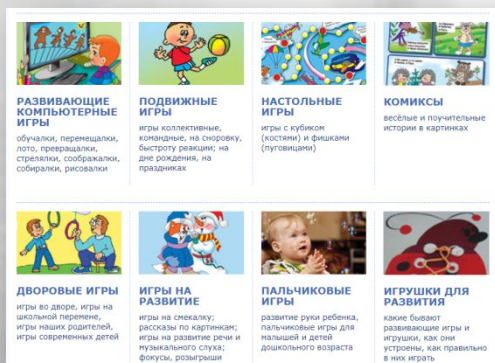 РАЗВИВАЮЩИЕ
КОМПЬЮТЕРНЫЕ
ИГРЫ
обучалки, перемещалки,
лото, превращалки,
стрелялки, соображалки,
собиралки, рисовалки
ПОДВИЖНЫЕ
ИГРЫ
игры коллективные,
командные, на сноровку,
быстроту реакции; на
дне рождения, на
праздниках
НАСТОЛЬНЫЕ
ИГРЫ
игры с кубиком
(костями) и фишками
(пуговицами)
КОМИКСЫ
весёлые и поучительные
истории в картинках
ДВОРОВЫЕ ИГРЫ
игры во дворе, игры на
школьной перемене,
игры наших родителей,
игры современных детей
ИГРЫ НА
РАЗВИТИЕ
игры на смекалку;
рассказы по картинкам;
игры на развитие речи и
музыкального слуха;
фокусы, розыгрыши
ПАЛЬЧИКОВЫЕ
ИГРЫ
развитие руки ребенка,
пальчиковые игры для
малышей и детей
дошкольного возраста
ИГРУШКИ ДЛЯ
РАЗВИТИЯ
какие бывают
развивающие игры и
игрушки, как они
устроены, как правильно
в них играть